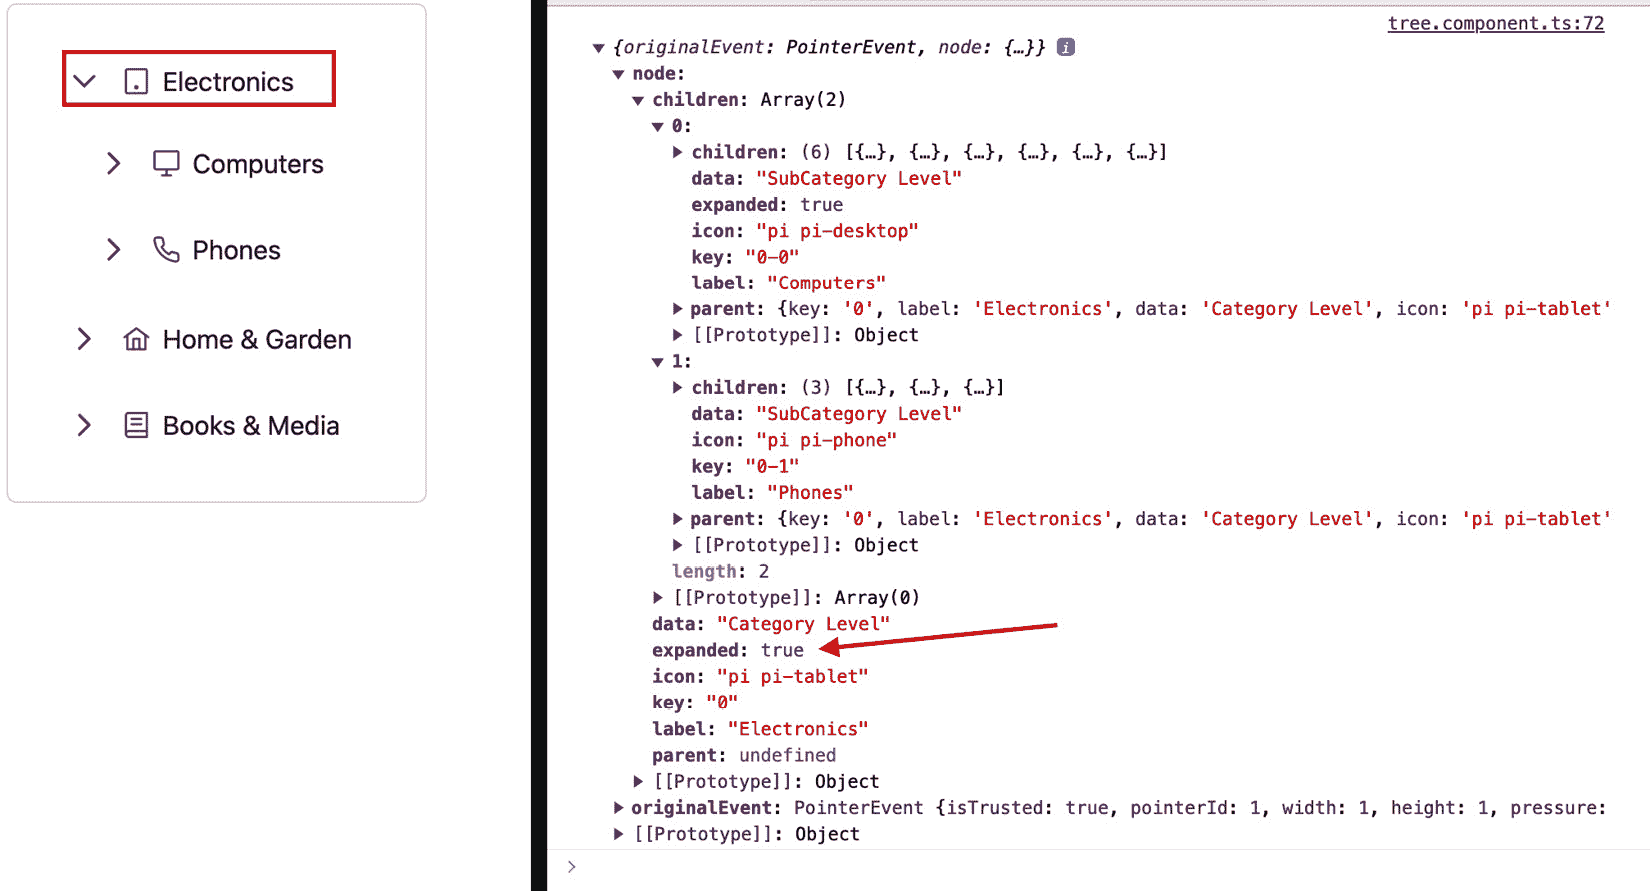 Electronics
Computers
Phones
Home & Garden
Books & Media
tree.component.ts:72
{originalEvent: PointerEvent, node: {…}} i
node:
children: Array(2)
0:
children: (6) [{…}, {…}, {…}, {…}, {…}, {…}]
data: "SubCategory Level"
expanded: true
icon: "pi pi-desktop"
key: "0-0"
label: "Computers"
parent: {key: '0', label: 'Electronics', data: 'Category Level', icon: 'pi pi-tablet'
[[Prototype]]: Object
1:
children: (3) [{…}, {…}, {…}]
data: "SubCategory Level"
icon: "pi pi-phone"
key: "0-1"
label: "Phones"
parent: {key: '0', label: 'Electronics', data: 'Category Level', icon: 'pi pi-tablet'
[[Prototype]]: Object
length: 2
[[Prototype]]: Array(0)
data: "Category Level"
expanded: true
icon: "pi pi-tablet"
key: "0"
label: "Electronics"
parent: undefined
[[Prototype]]: Object
originalEvent: PointerEvent {isTrusted: true, pointerId: 1, width: 1, height: 1, pressure:
[[Prototype]]: Object